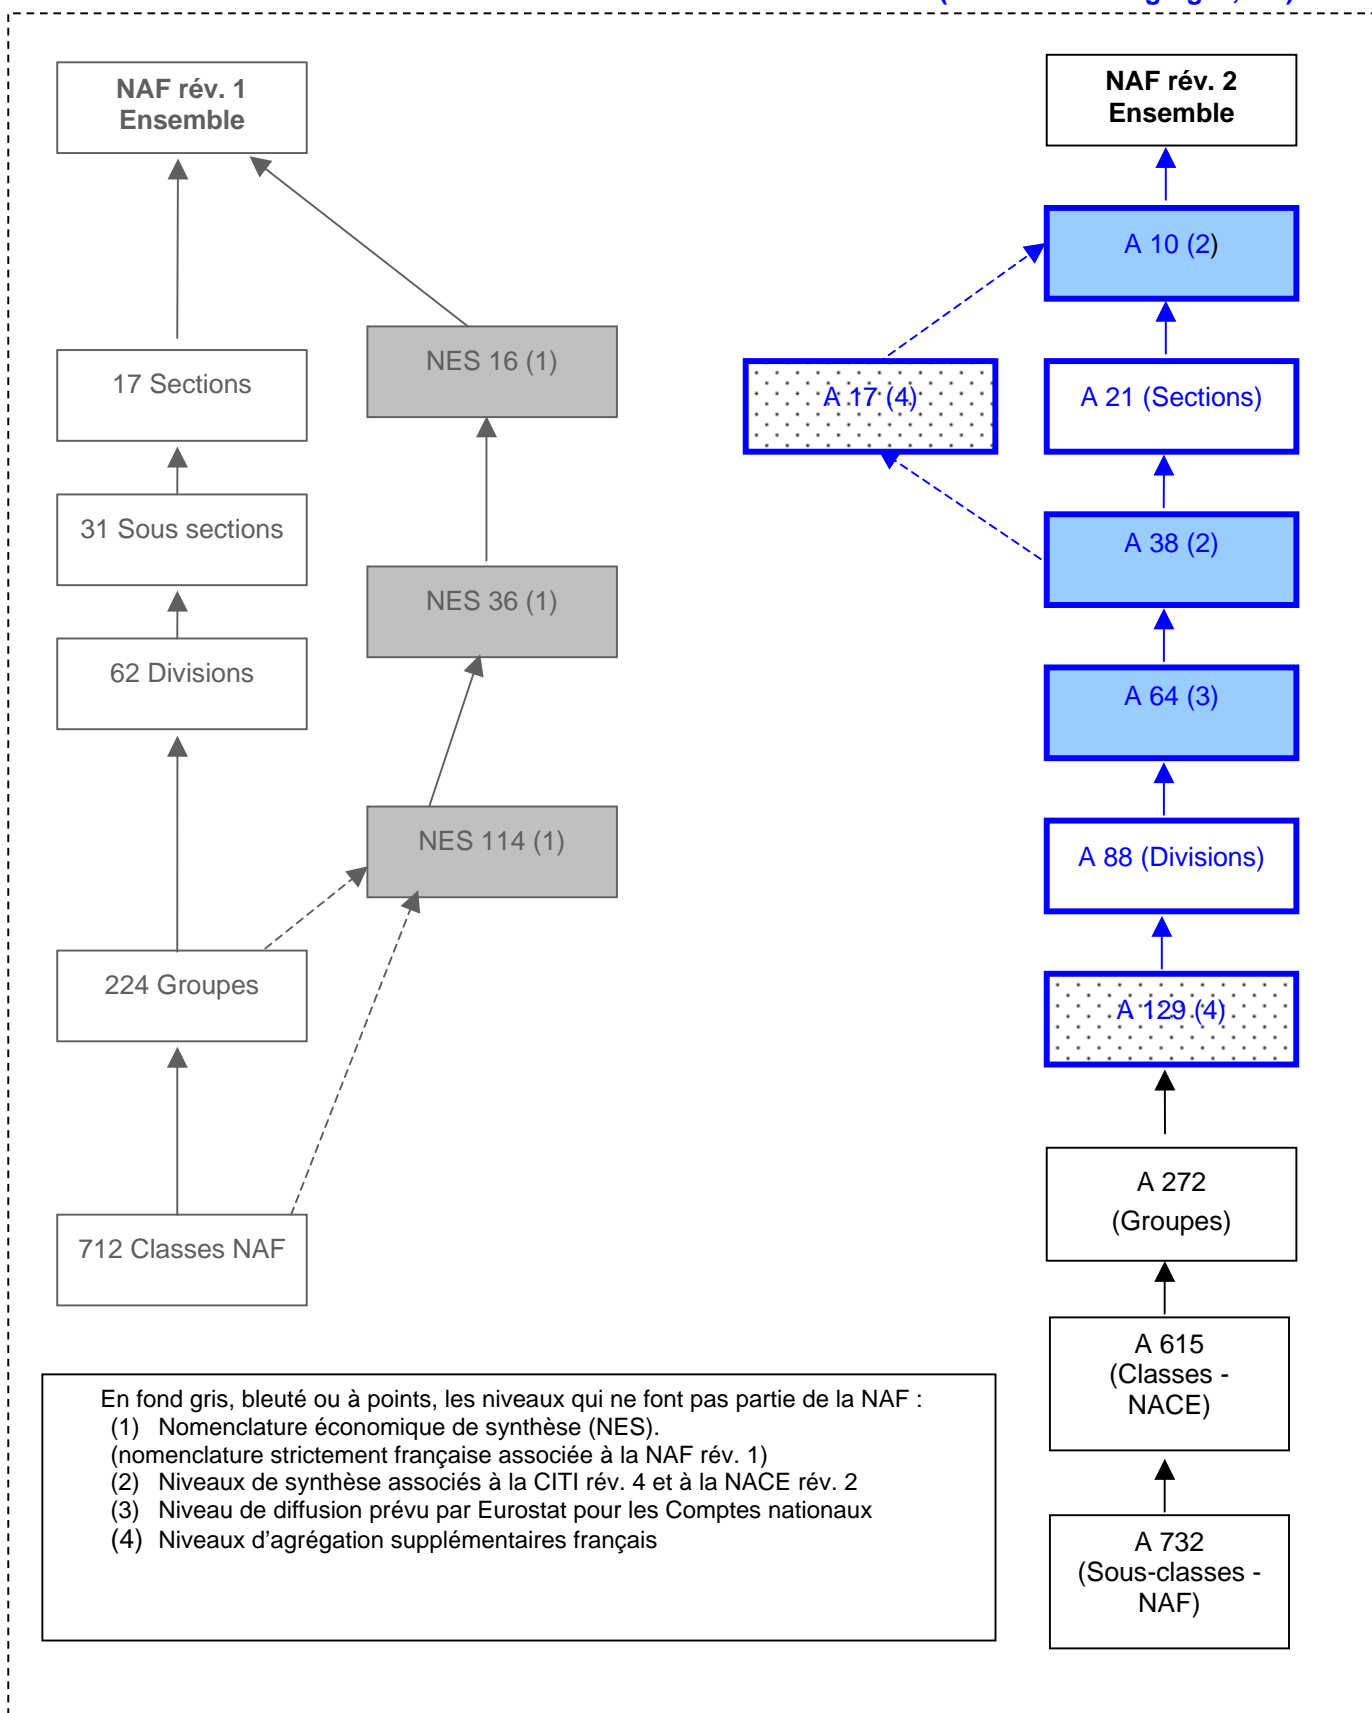 NAF rév. 1
Ensemble
17 Sections
31 Sous sections
62 Divisions
224 Groupes
712 Classes NAF
NES 16 (1)
NES 36 (1)
NES 114 (1)
NAF rév. 2
Ensemble
A 10 (2)
A 17 (4)
A 21 (Sections)
A 38 (2)
A 64 (3)
A 88 (Divisions)
A 129 (4)
A 272
(Groupes)
A 615
(Classes -
NACE)
A 732
(Sous-classes -
NAF)
En fond gris, bleuté ou à points, les niveaux qui ne font pas partie de la NAF :
(1) Nomenclature économique de synthèse (NES).
(nomenclature strictement française associée à la NAF rév. 1)
(2) Niveaux de synthèse associés à la CITI rév. 4 et à la NACE rév. 2
(3) Niveau de diffusion prévu par Eurostat pour les Comptes nationaux
(4) Niveaux d'agrégation supplémentaires français